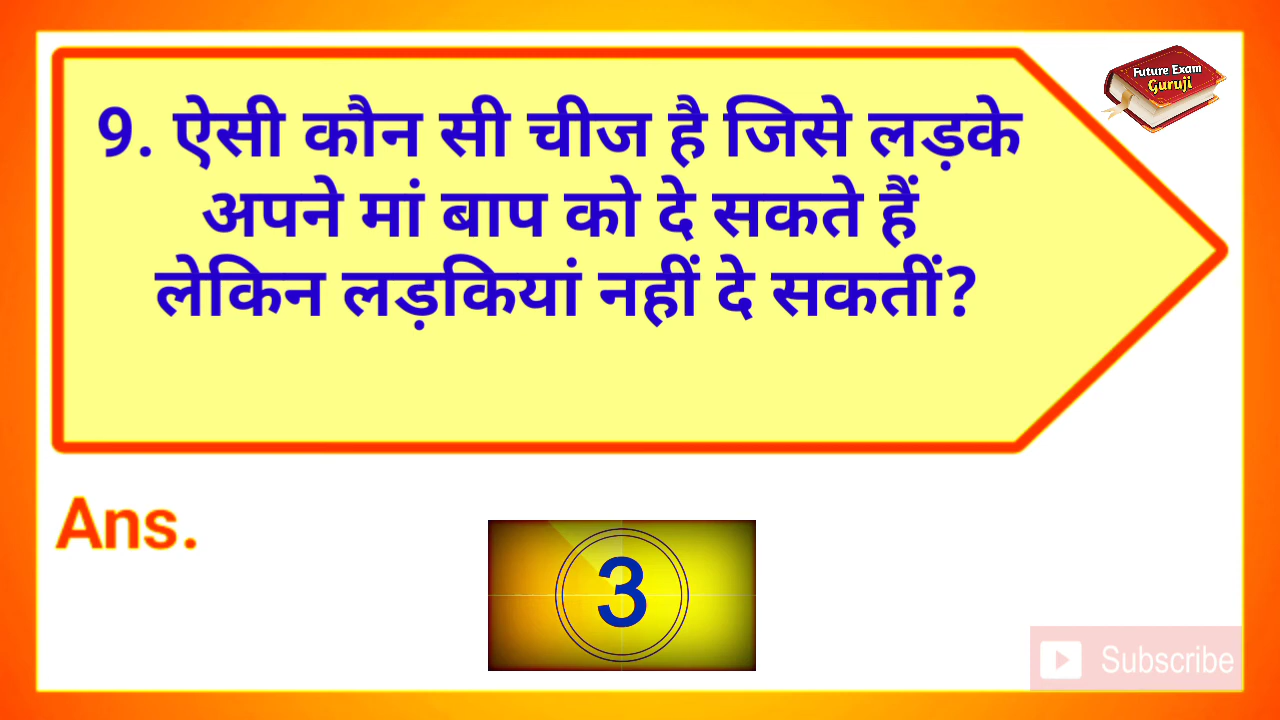 Future Exam
Guruji
9. ऐसी कौन सी चीज है जिसे लड़के
अपने मां बाप को दे सकते हैं
लेकिन लड़कियां नहीं दे सकतीं?
Ans.
3
Subscribe